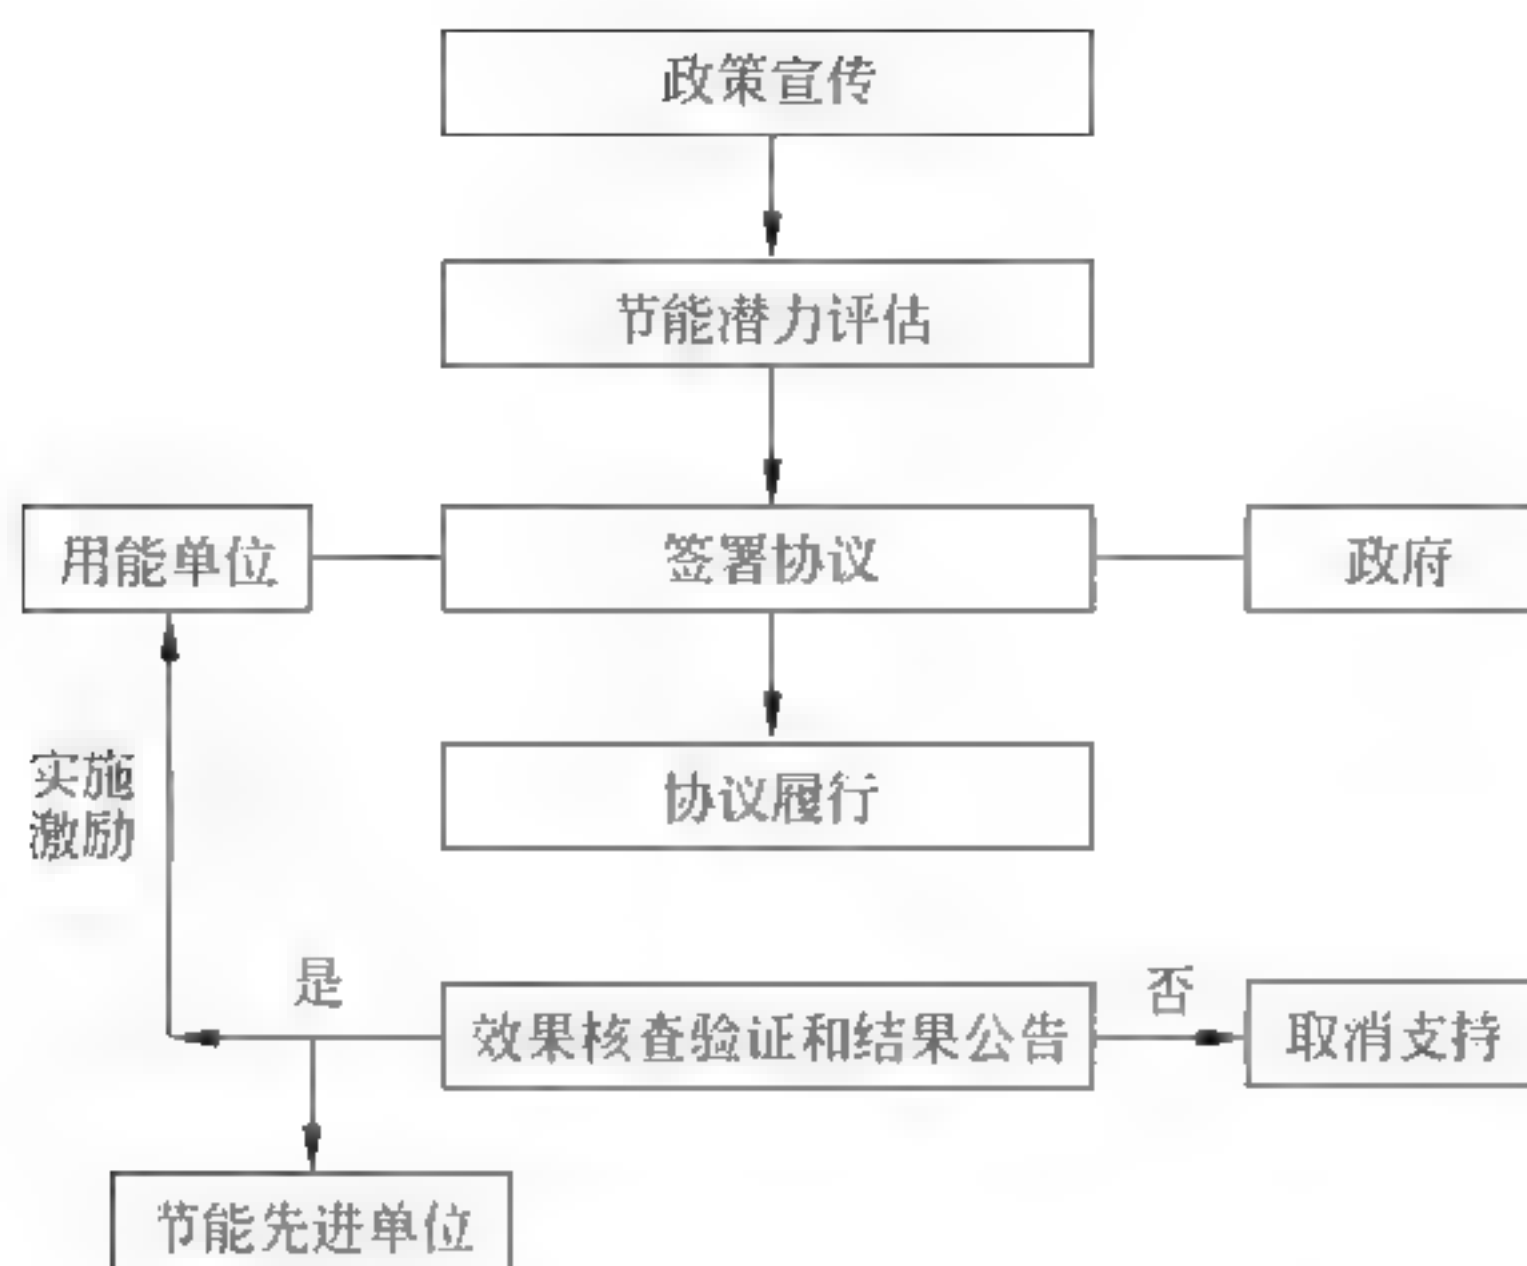 政策宣传
节能潜力评估
用能单位
签署协议
政府
实施
激励
协议履行
是
效果核查验证和结果公告
否
取消支持
节能先进单位